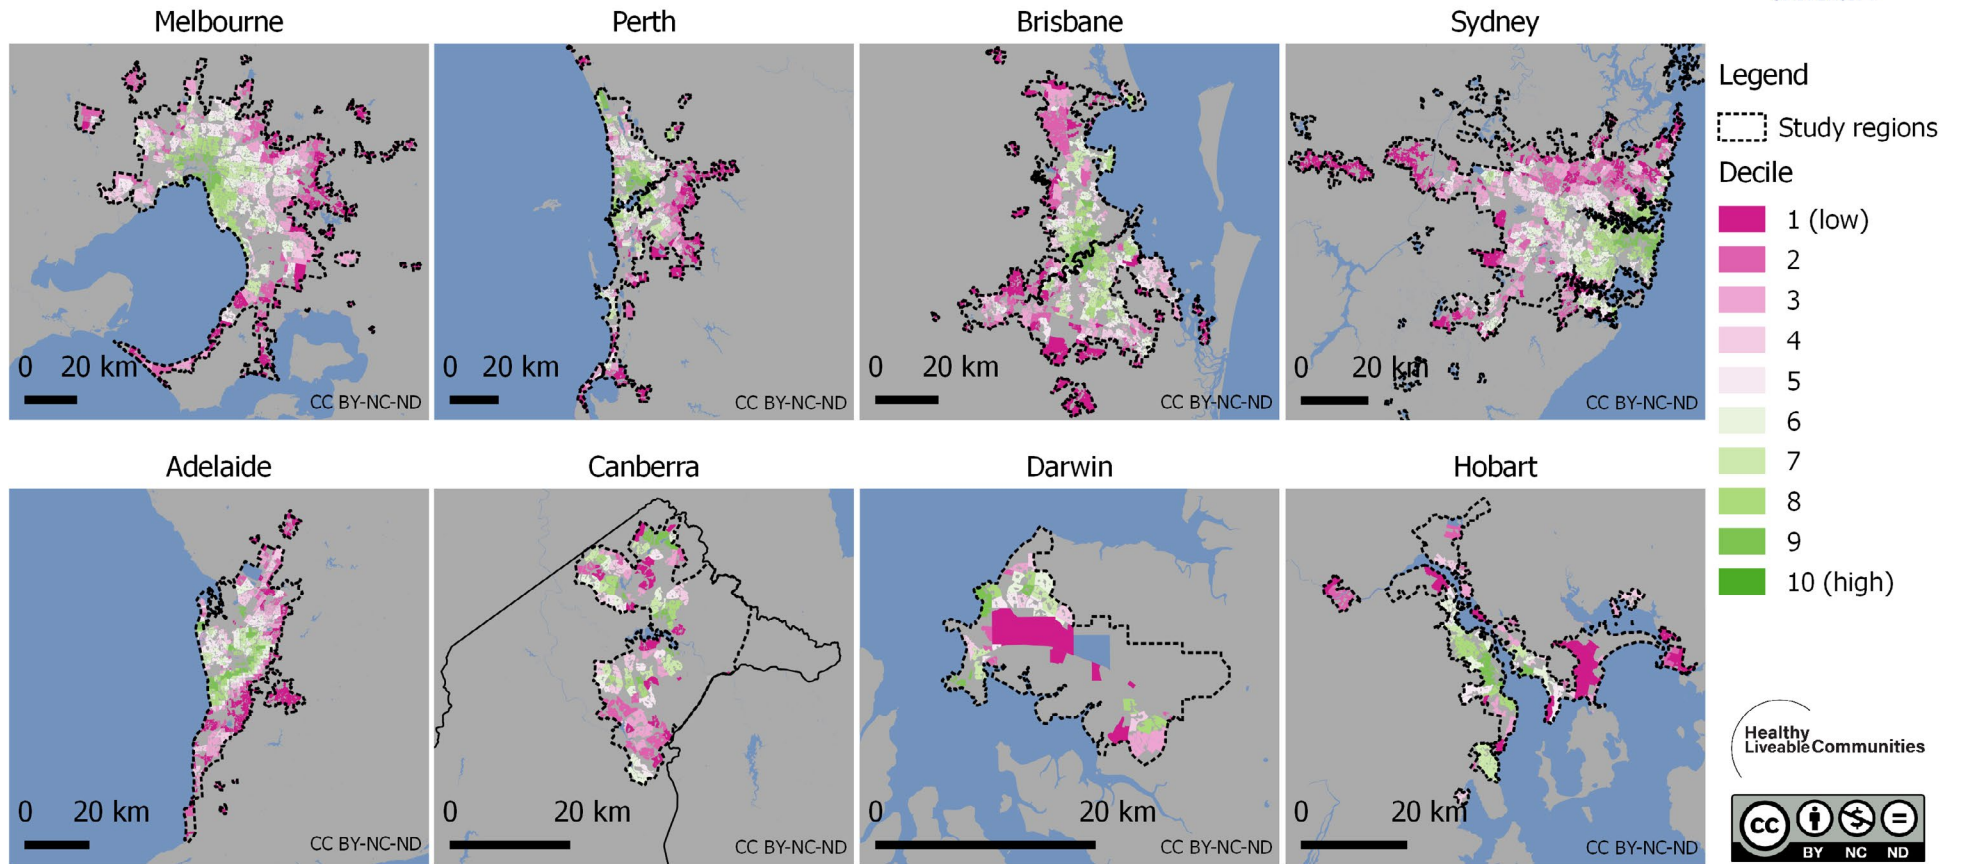 Melbourne
Perth
Brisbane
Sydney
0 20 km
CC BY-NC-ND
0 20 km
CC BY-NC-ND
0 20 km
CC BY-NC-ND
0 20 km
CC BY-NC-ND
Adelaide
Canberra
Darwin
Hobart
0 20 km
CC BY-NC-ND
0 20 km
CC BY-NC-ND
0 20 km
CC BY-NC-ND
0 20 km
CC BY-NC-ND
Legend
Study regions
Decile
1 (low)
2
3
4
5
6
7
8
9
10 (high)
Healthy
Liveable Communities
cc
BY NC ND